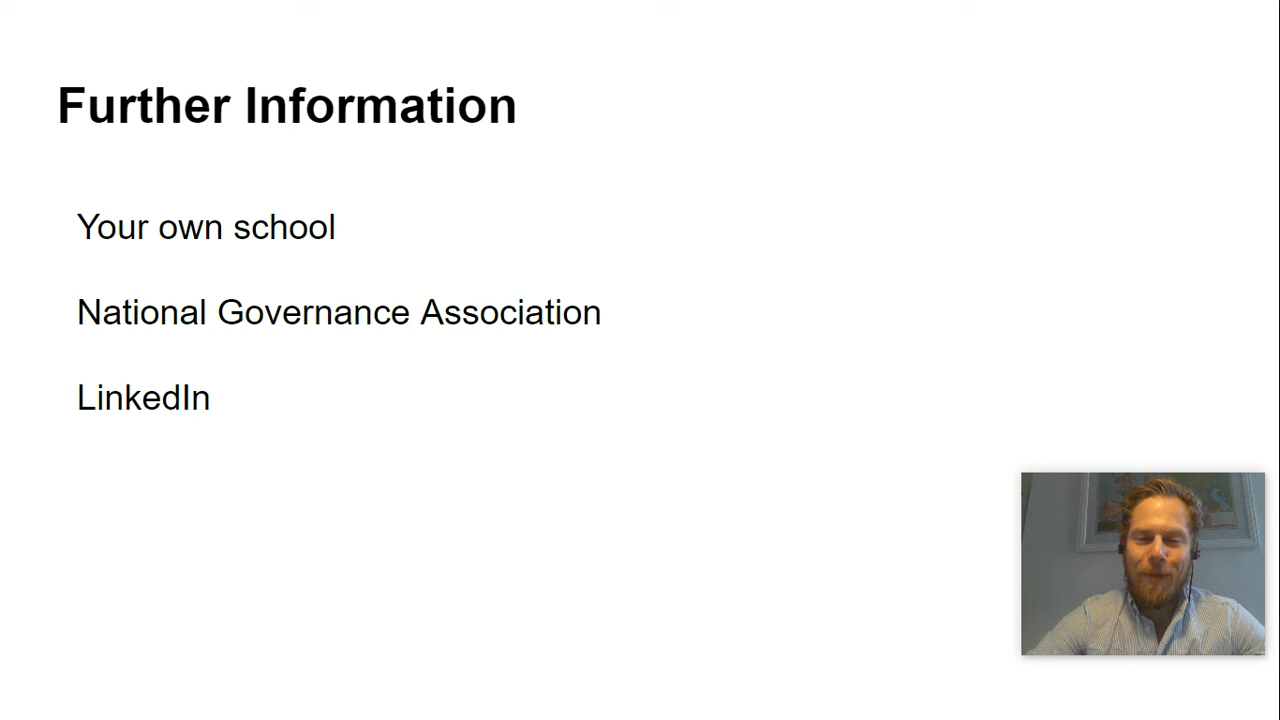 Further Information
Your own school
National Governance Association
LinkedIn